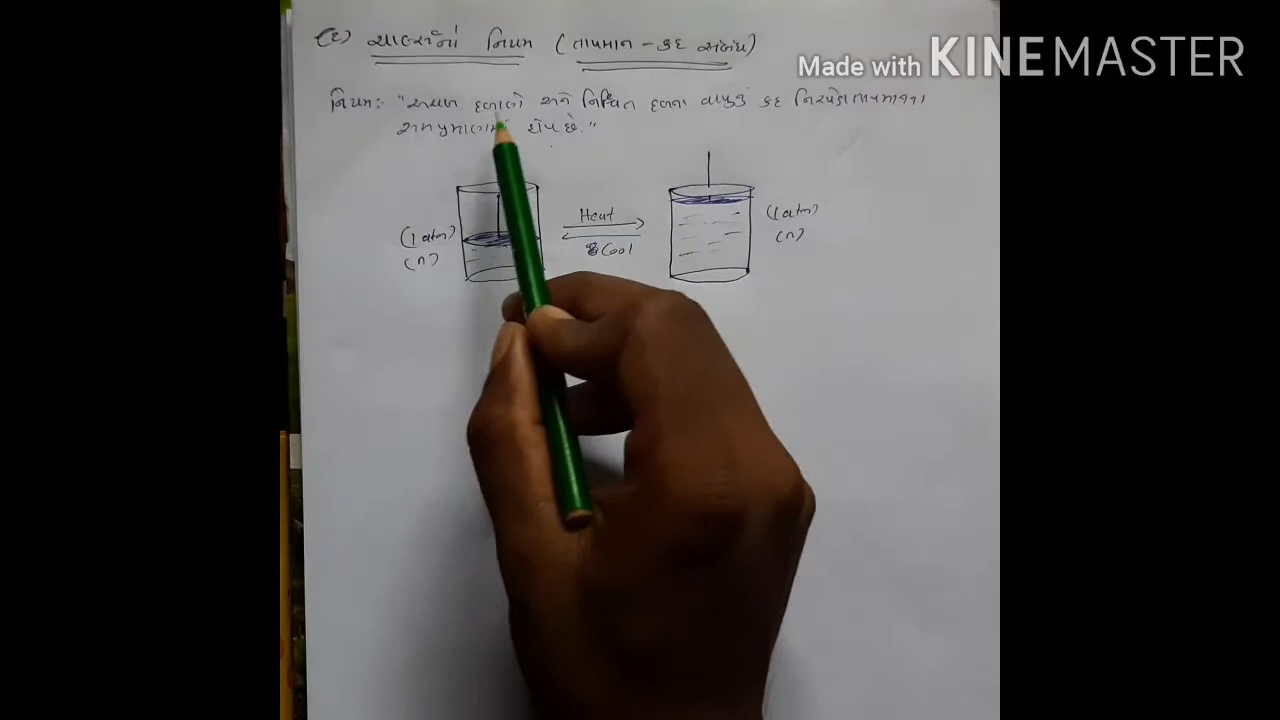 (૨) ચાર્લ્સનો નિયમ (તાપમાન - કદ સંબંધ)
Made with KINEMASTER
નિયમ: "અચળ દબાણે અને નિશ્ચિત દળના વાયુનું કદ નિરપેક્ષ તાપમાનના
સમપ્રમાણમાં હોય છે."
(1 atm)
(n)
Heat
Cool
(1 atm)
(n)